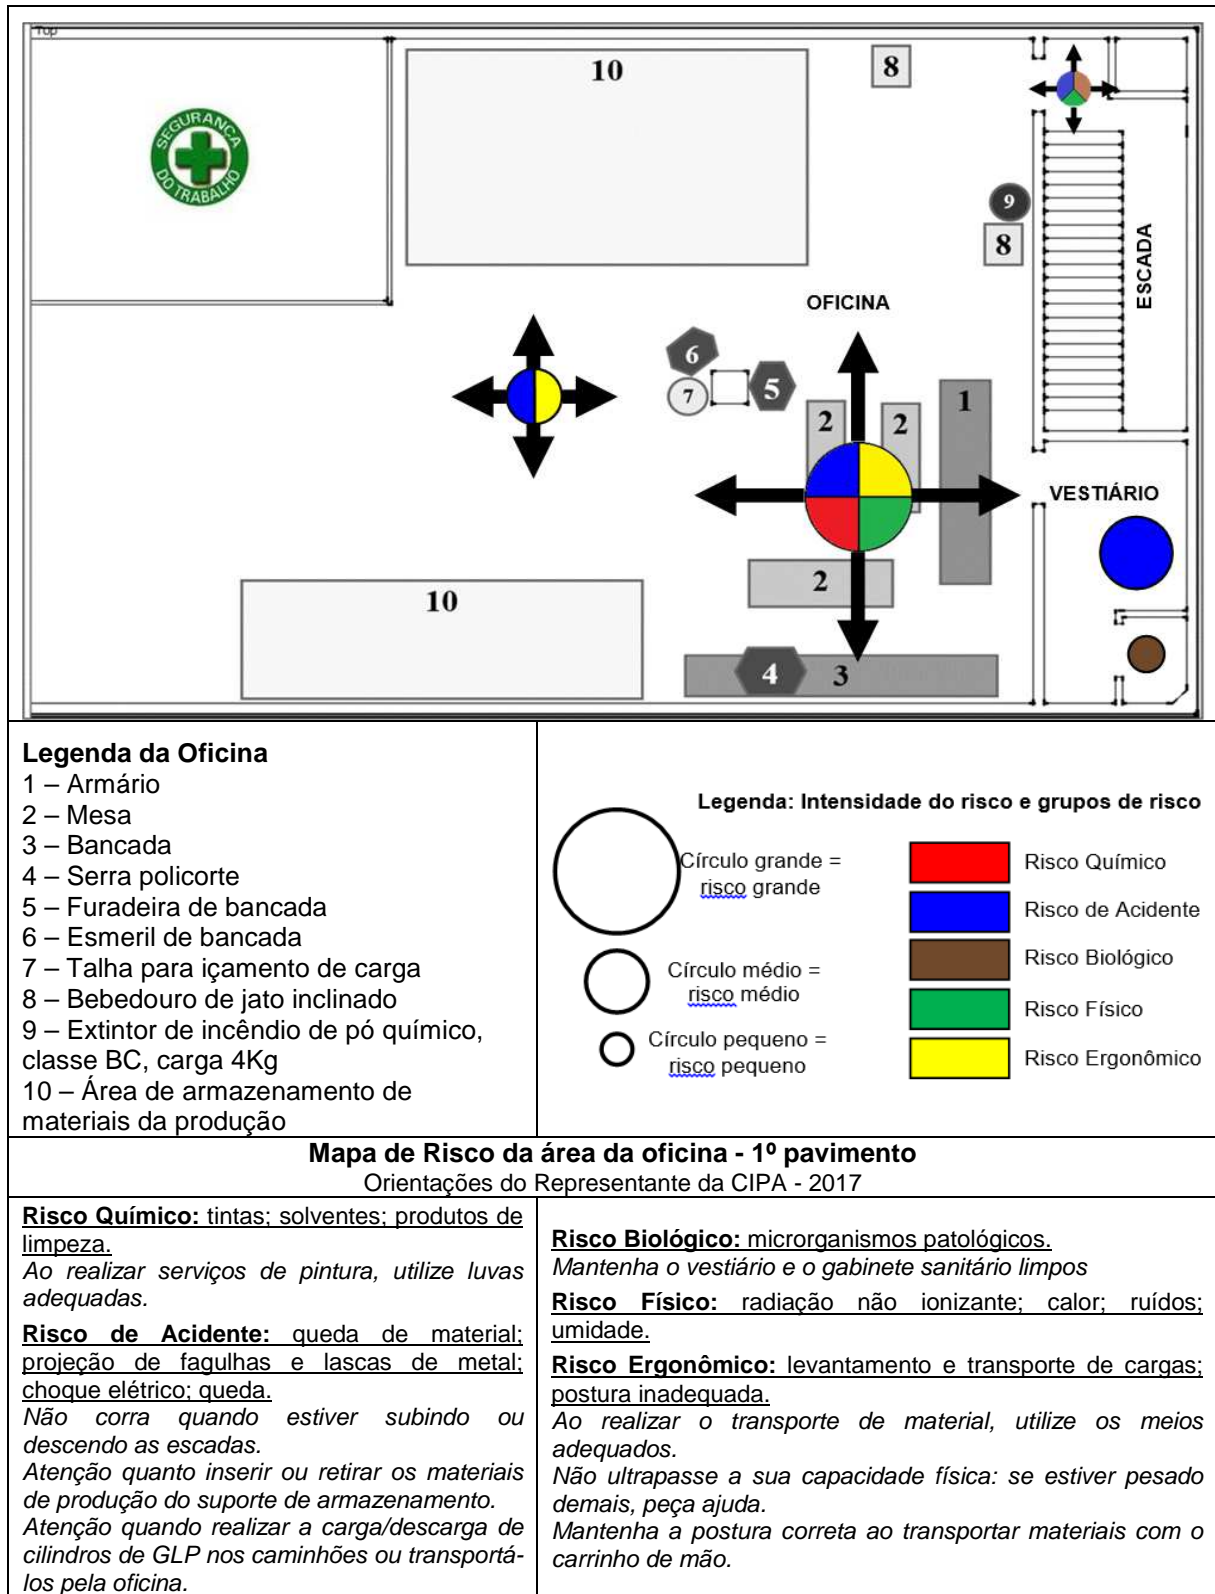 Top
10
8
SEGURANÇA
DO TRABALHO
9
8
ESCADA
OFICINA
6
7
5
2
2
1
VESTIÁRIO
2
10
4
3
Legenda da Oficina
1 – Armário
2 – Mesa
3 – Bancada
4 – Serra policorte
5 – Furadeira de bancada
6 – Esmeril de bancada
7 – Talha para içamento de carga
8 – Bebedouro de jato inclinado
9 – Extintor de incêndio de pó químico,
classe BC, carga 4Kg
10 – Área de armazenamento de
materiais da produção
Legenda: Intensidade do risco e grupos de risco
Círculo grande =
risco grande
Círculo médio =
risco médio
Círculo pequeno =
risco pequeno
Risco Químico
Risco de Acidente
Risco Biológico
Risco Físico
Risco Ergonômico
Mapa de Risco da área da oficina - 1º pavimento
Orientações do Representante da CIPA - 2017
Risco Químico: tintas; solventes; produtos de
limpeza.
Ao realizar serviços de pintura, utilize luvas
adequadas.
Risco de Acidente: queda de material;
projeção de fagulhas e lascas de metal;
choque elétrico; queda.
Não corra quando estiver subindo ou
descendo as escadas.
Atenção quanto inserir ou retirar os materiais
de produção do suporte de armazenamento.
Atenção quando realizar a carga/descarga de
cilindros de GLP nos caminhões ou transportá-
los pela oficina.
Risco Biológico: microrganismos patológicos.
Mantenha o vestiário e o gabinete sanitário limpos
Risco Físico: radiação não ionizante; calor; ruídos;
umidade.
Risco Ergonômico: levantamento e transporte de cargas;
postura inadequada.
Ao realizar o transporte de material, utilize os meios
adequados.
Não ultrapasse a sua capacidade física: se estiver pesado
demais, peça ajuda.
Mantenha a postura correta ao transportar materiais com o
carrinho de mão.